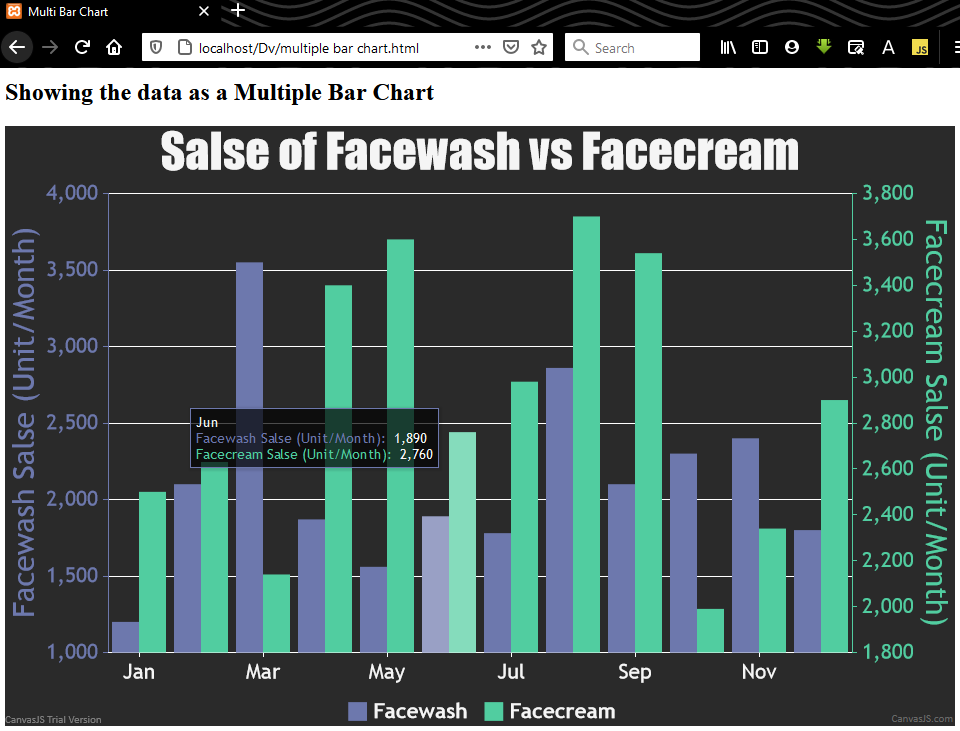 Multi Bar Chart
localhost/Dv/multiple bar chart.html
Search
A
JS
Showing the data as a Multiple Bar Chart
Salse of Facewash vs Facecream
Facewash Salse (Unit/Month)
4,000
3,500
3,000
2,500
2,000
1,500
1,000
Jun
Facewash Salse (Unit/Month): 1,890
Facecream Salse (Unit/Month): 2,760
3,800
3,600
3,400
3,200
3,000
2,800
2,600
2,400
2,200
2,000
1,800
Facecream Salse (Unit/Month)
Jan Mar May Jul Sep Nov
Facewash Facecream
CanvasJS Trial Version
CanvasJS.com